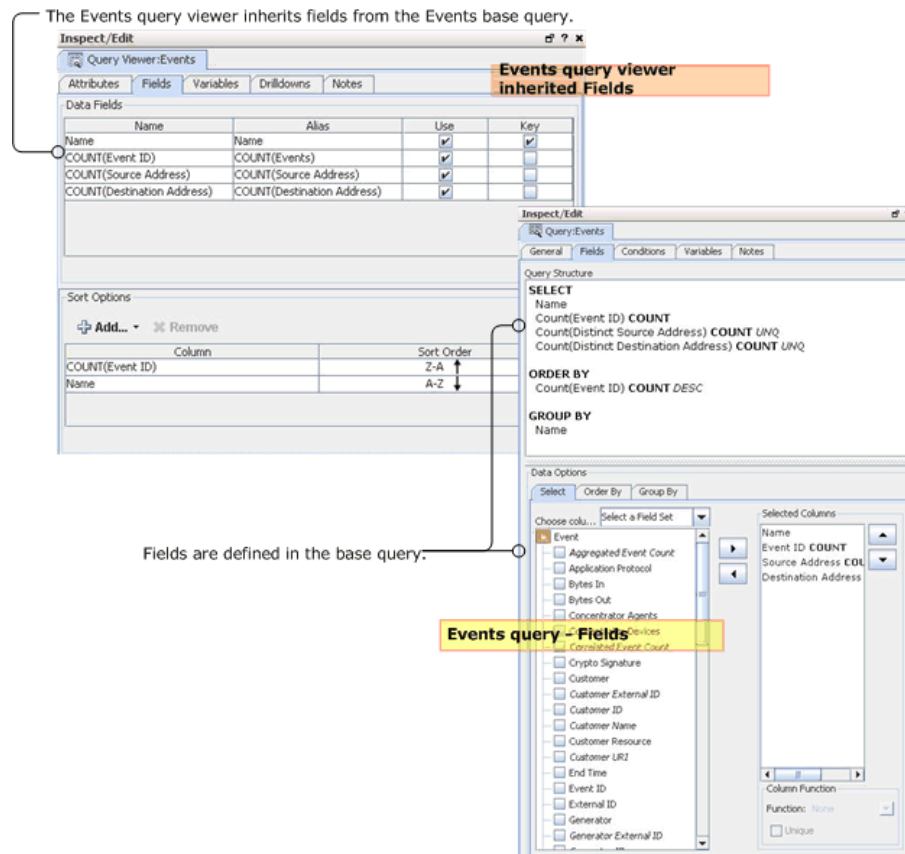 The Events query viewer inherits fields from the Events base query.
Inspect/Edit
Query Viewer:Events
Attributes Fields Variables Drilldowns Notes
Events query viewer
inherited Fields
Data Fields
Name Alias Use Key
Name Name
COUNT(Event ID) COUNT(Events)
COUNT(Source Address) COUNT(Source Address)
COUNT(Destination Address) COUNT(Destination Address)
Sort Options
Add... Remove
Column Sort Order
COUNT(Event ID) Z-A
Name A-Z
Inspect/Edit
Query:Events
General Fields Conditions Variables Notes
Query Structure
SELECT
Name
Count(Event ID) COUNT
Count(Distinct Source Address) COUNT UNQ
Count(Distinct Destination Address) COUNT UNQ
ORDER BY
Count(Event ID) COUNT DESC
GROUP BY
Name
Data Options
Select Order By Group By
Choose colu... Select a Field Set
Fields are defined in the base query.
Event
Aggregated Event Count
Application Protocol
Bytes In
Bytes Out
Concentrator Agents
Devices
Events query - Fields
Correlated Event Count
Crypto Signature
Customer
Customer External ID
Customer ID
Customer Name
Customer Resource
Customer URI
End Time
Event ID
External ID
Generator
Generator External ID
Selected Columns
Name
Event ID COUNT
Source Address COU
Destination Address
Column Function
Function: None
Unique